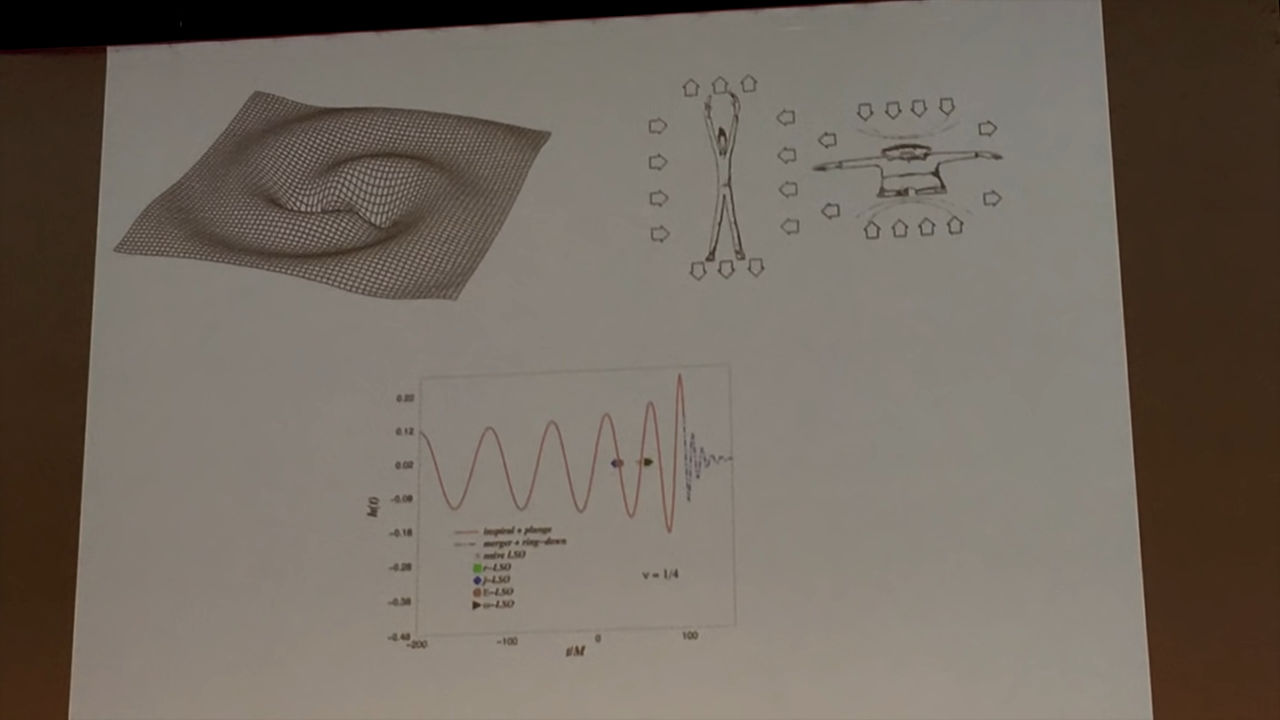 0.22
0.12
0.02
-0.08
-0.18
-0.28
-0.38
-0.48
h(t)
inspiral + plunge
merger + ring-down
naive LSO
r-LSO
j-LSO
E-LSO
ω-LSO
ν = 1/4
-200
-100
0
100
t/M